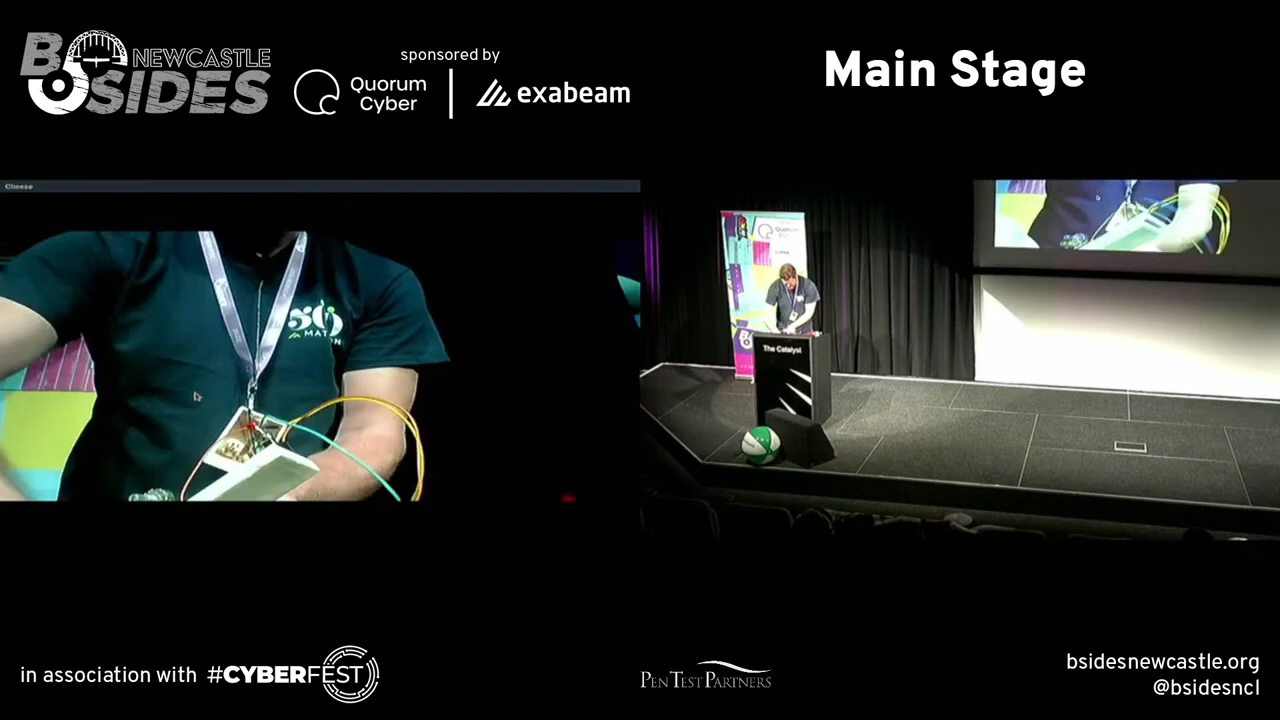 BSIDES
NEWCASTLE
sponsored by
Quorum
Cyber
exabeam
Main Stage
Cheese
The Catalyst
in association with #CYBERFEST
PEN TEST PARTNERS
bsidesnewcastle.org
@bsidesncl